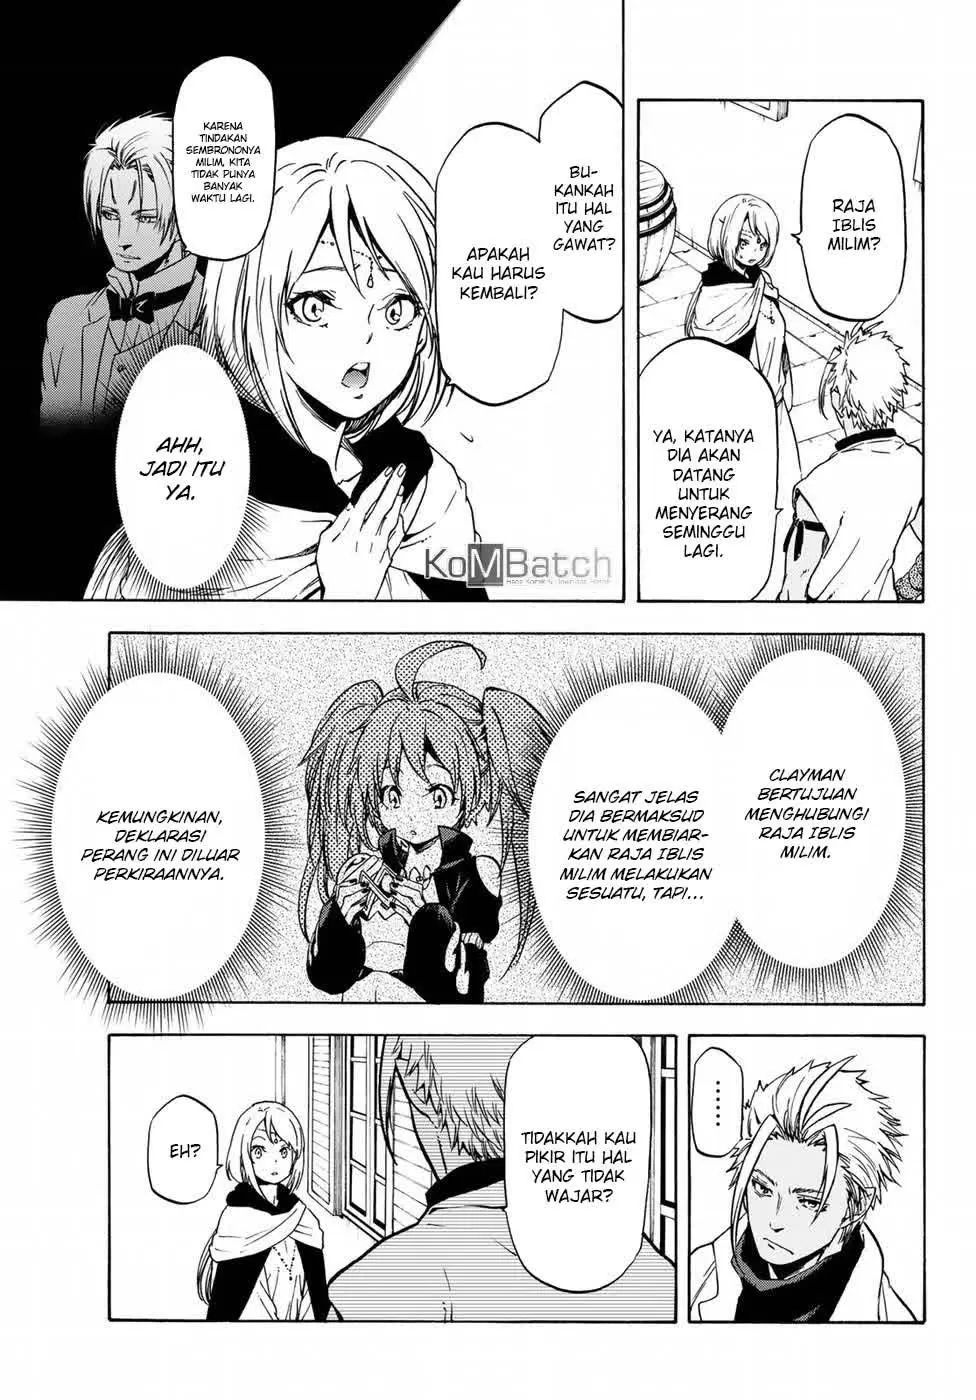 RAJA
IBLIS
MILIM?
YA, KATANYA
DIA AKAN
DATANG
UNTUK
MENYERANG
SEMINGGU
LAGI.
BU-
KANKAH
ITU HAL
YANG
GAWAT?
APAKAH
KAU HARUS
KEMBALI?
KARENA
TINDAKAN
SEMBRONONYA
MILIM, KITA
TIDAK PUNYA
BANYAK
WAKTU LAGI.
AHH,
JADI ITU
YA.
KoMBatch
CLAYMAN
BERTUJUAN
MENGHUBUNGI
RAJA IBLIS
MILIM.
SANGAT JELAS
DIA BERMAKSUD
UNTUK MEMBIAR-
KAN RAJA IBLIS
MILIM MELAKUKAN
SESUATU, TAPI...
KEMUNGKINAN,
DEKLARASI
PERANG INI DILUAR
PERKIRAANNYA.
......
TIDAKKAH KAU
PIKIR ITU HAL
YANG TIDAK
WAJAR?
EH?